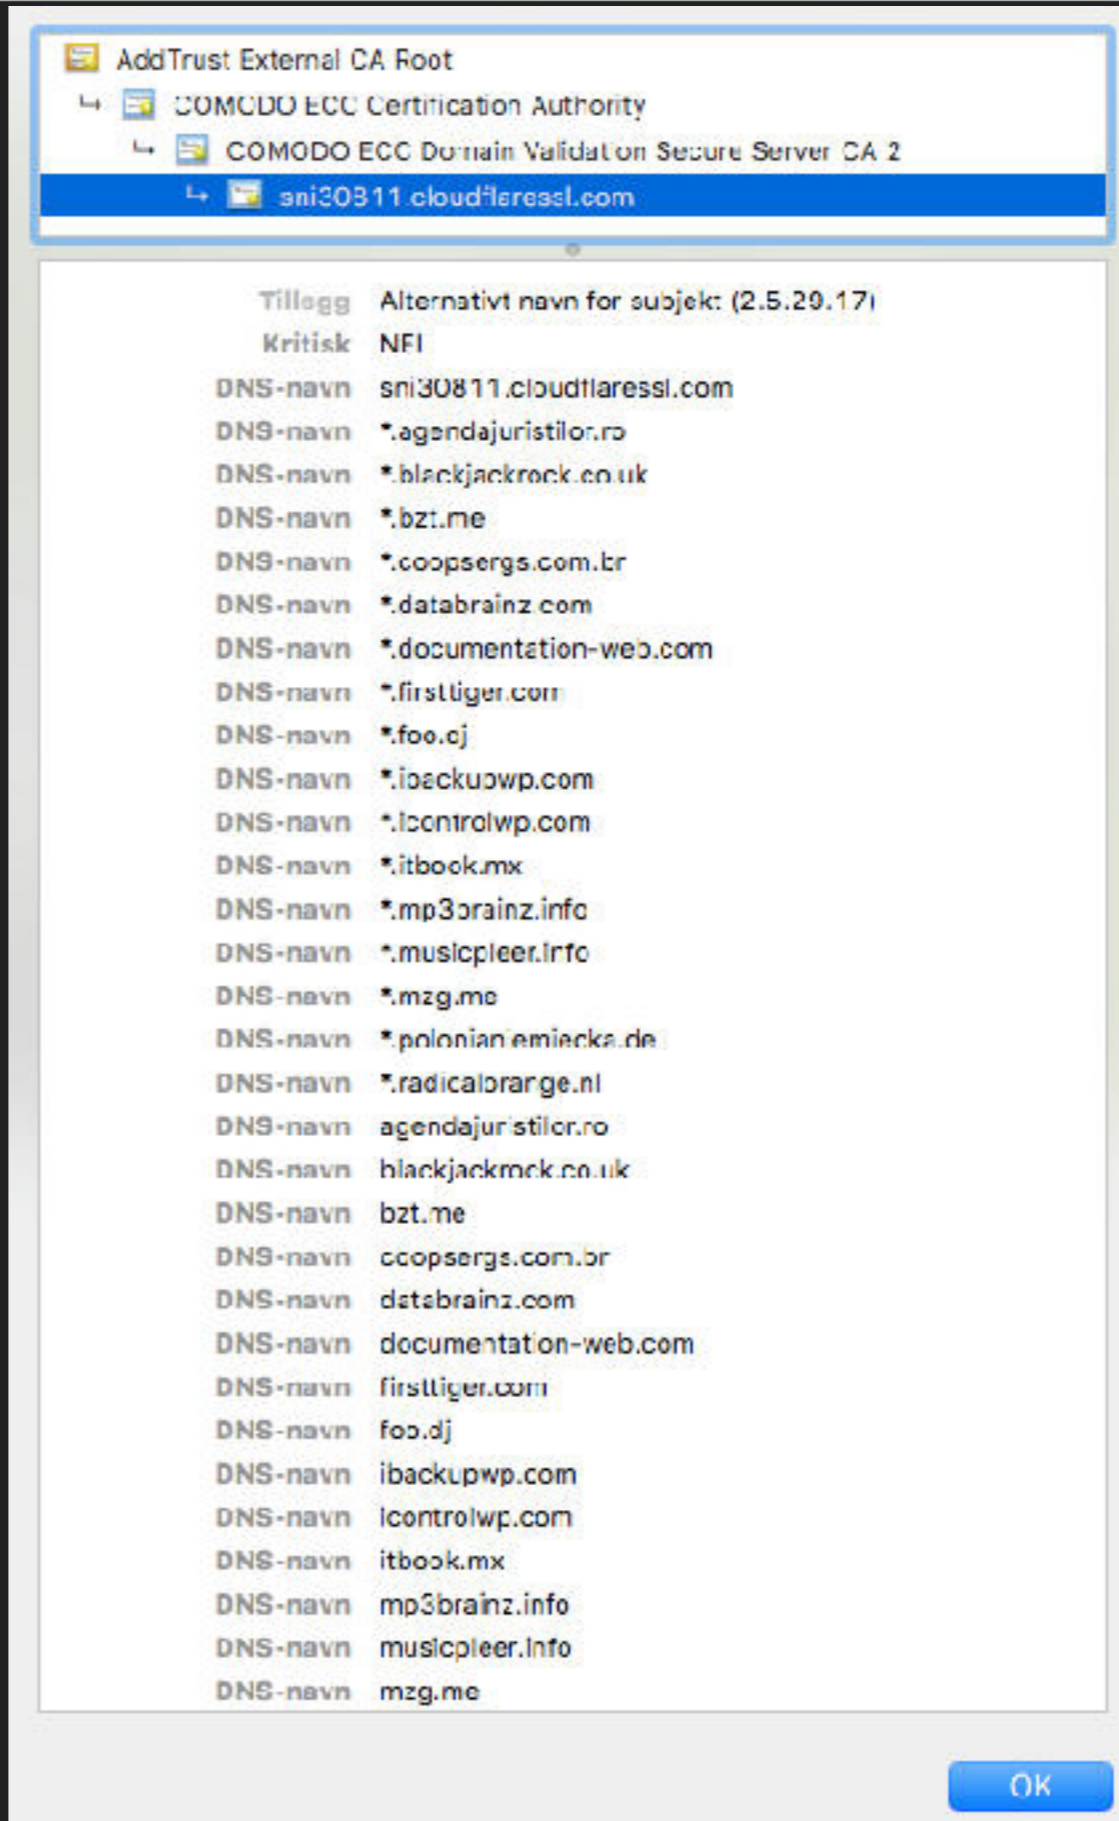 AddTrust External CA Root
COMODO ECC Certification Authority
COMODO ECC Domain Validation Secure Server CA 2
sni30811.cloudflaressl.com
Tillegg Alternativt navn for subjekt (2.5.29.17)
Kritisk NEI
DNS-navn sni30811.cloudflaressl.com
DNS-navn *.agendajuristilor.ro
DNS-navn *.blackjackrock.co.uk
DNS-navn *.bzt.me
DNS-navn *.coopsergs.com.br
DNS-navn *.databrainz.com
DNS-navn *.documentation-web.com
DNS-navn *.firsttiger.com
DNS-navn *.foo.dj
DNS-navn *.ibackupwp.com
DNS-navn *.icontrolwp.com
DNS-navn *.itbook.mx
DNS-navn *.mp3brainz.info
DNS-navn *.musicpleer.info
DNS-navn *.mzg.me
DNS-navn *.polonianiemiecka.de
DNS-navn *.radicalorange.nl
DNS-navn agendajuristilor.ro
DNS-navn blackjackrock.co.uk
DNS-navn bzt.me
DNS-navn coopsergs.com.br
DNS-navn databrainz.com
DNS-navn documentation-web.com
DNS-navn firsttiger.com
DNS-navn foo.dj
DNS-navn ibackupwp.com
DNS-navn icontrolwp.com
DNS-navn itbook.mx
DNS-navn mp3brainz.info
DNS-navn musicpleer.info
DNS-navn mzg.me
OK